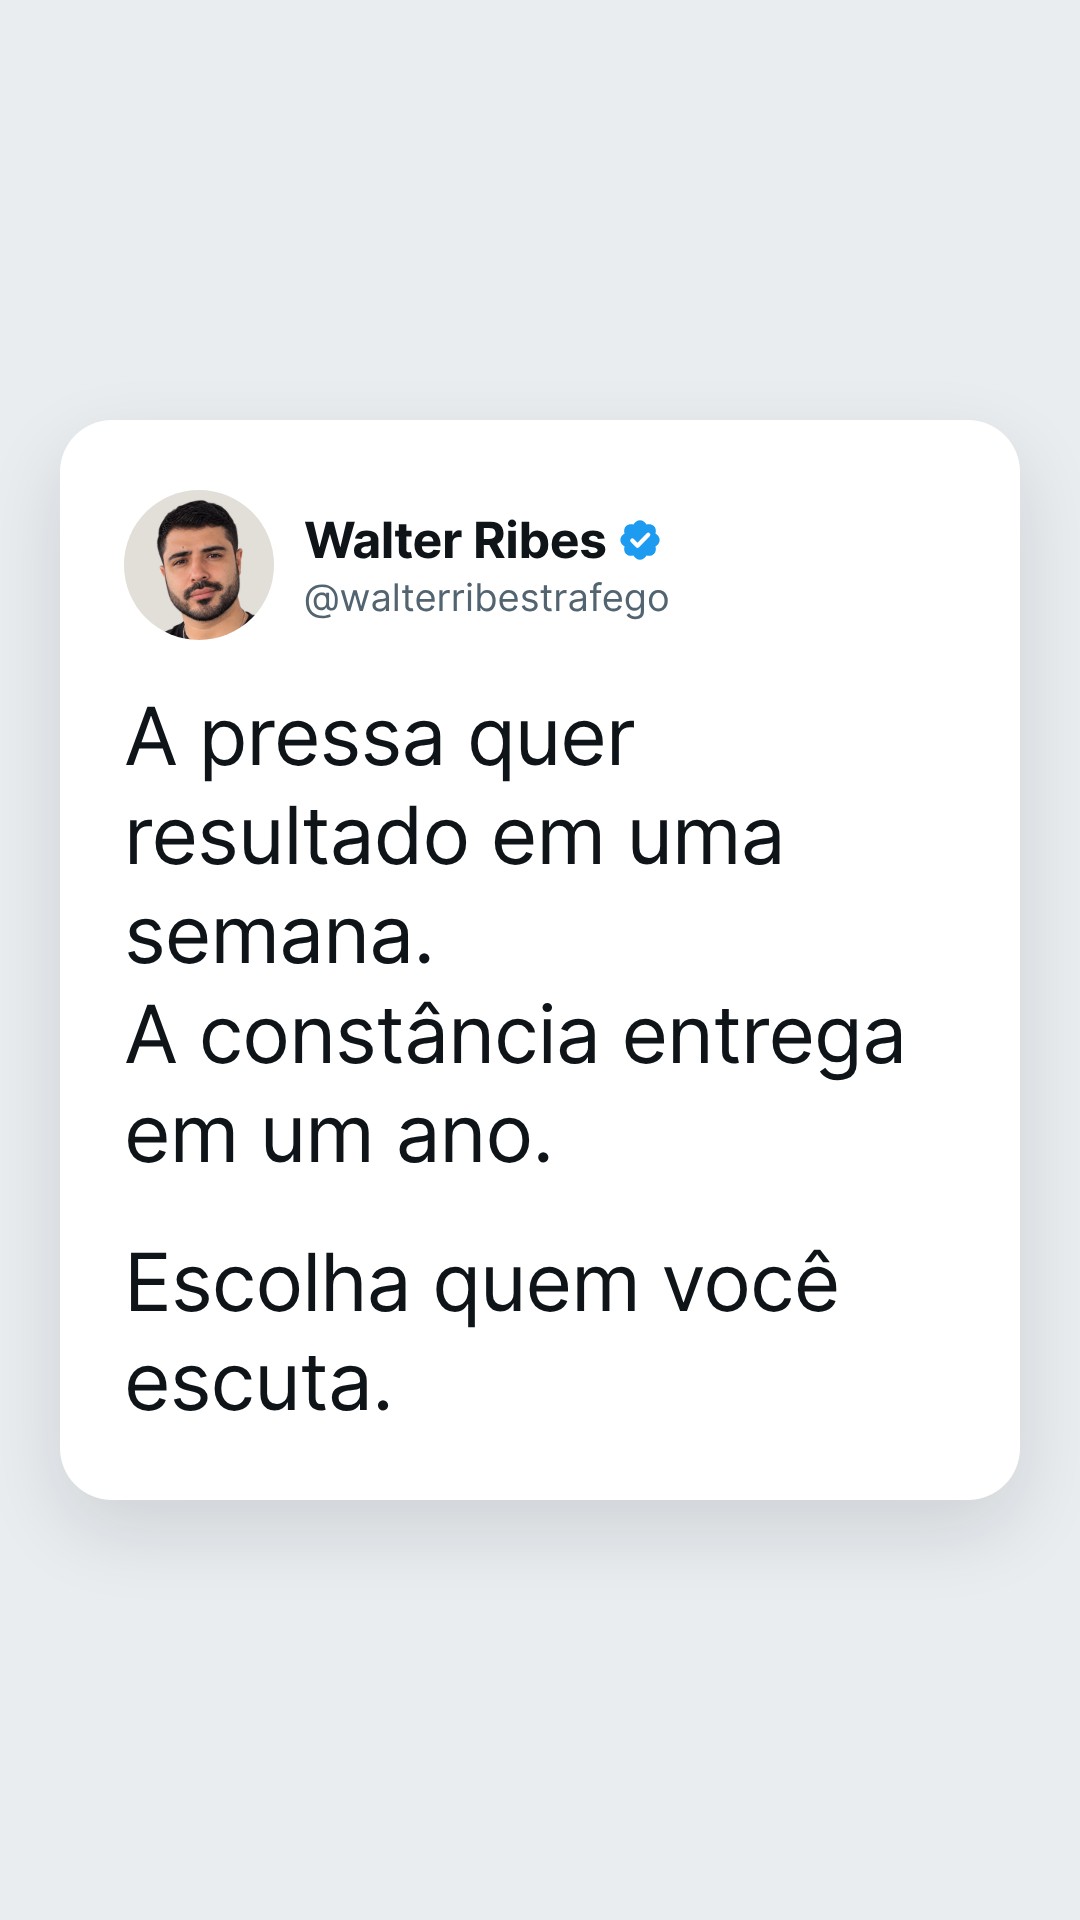 Walter Ribes
@walterribestrafego
A pressa quer
resultado em uma
semana.
A constância entrega
em um ano.
Escolha quem você
escuta.